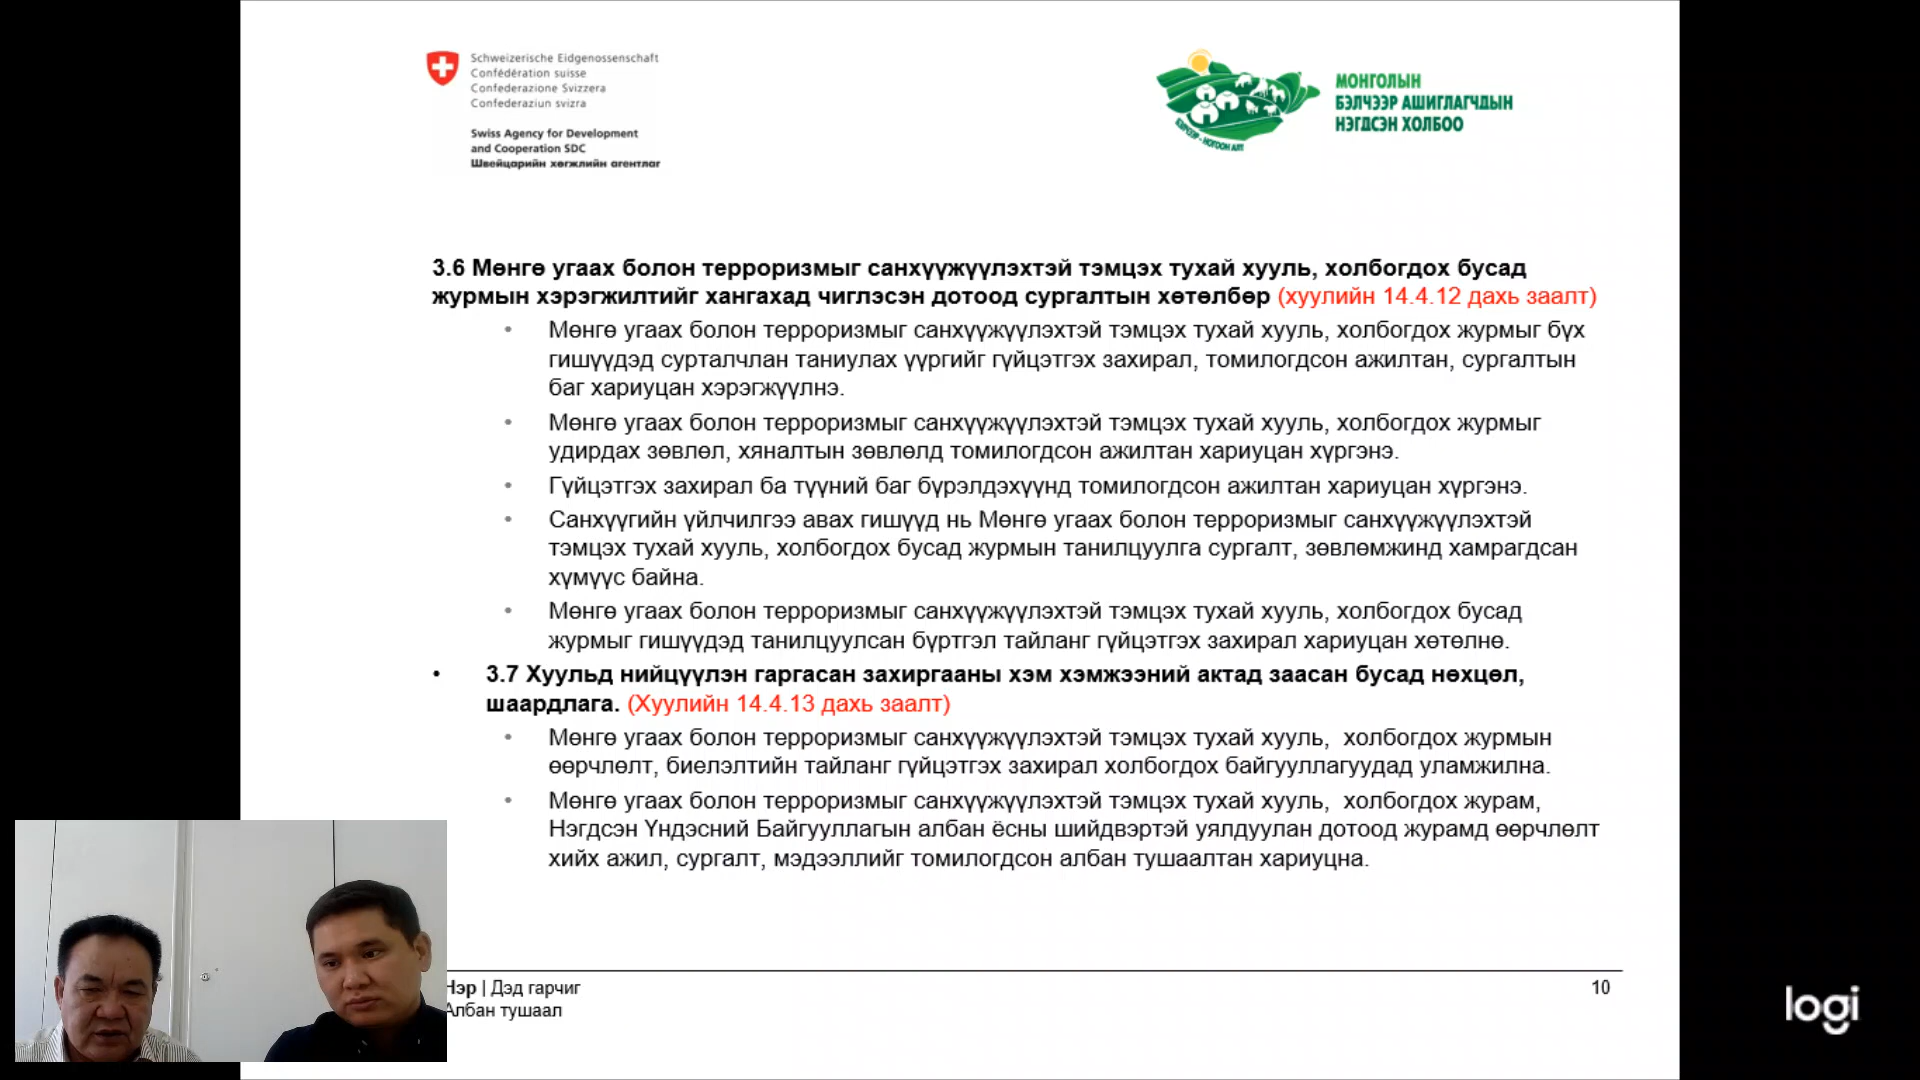 Schweizerische Eidgenossenschaft
Confédération suisse
Confederazione Svizzera
Confederaziun svizra
Swiss Agency for Development
and Cooperation SDC
Швейцарийн хөгжлийн агентлаг
БЭЛЧЭЭР - НОГООН АЛТ
МОНГОЛЫН
БЭЛЧЭЭР АШИГЛАГЧДЫН
НЭГДСЭН ХОЛБОО
3.6 Мөнгө угаах болон терроризмыг санхүүжүүлэхтэй тэмцэх тухай хууль, холбогдох бусад
журмын хэрэгжилтийг хангахад чиглэсэн дотоод сургалтын хөтөлбөр (хуулийн 14.4.12 дахь заалт)
• Мөнгө угаах болон терроризмыг санхүүжүүлэхтэй тэмцэх тухай хууль, холбогдох журмыг бүх
гишүүдэд сурталчлан таниулах үүргийг гүйцэтгэх захирал, томилогдсон ажилтан, сургалтын
баг хариуцан хэрэгжүүлнэ.
• Мөнгө угаах болон терроризмыг санхүүжүүлэхтэй тэмцэх тухай хууль, холбогдох журмыг
удирдах зөвлөл, хяналтын зөвлөлд томилогдсон ажилтан хариуцан хүргэнэ.
• Гүйцэтгэх захирал ба түүний баг бүрэлдэхүүнд томилогдсон ажилтан хариуцан хүргэнэ.
• Санхүүгийн үйлчилгээ авах гишүүд нь Мөнгө угаах болон терроризмыг санхүүжүүлэхтэй
тэмцэх тухай хууль, холбогдох бусад журмын танилцуулга сургалт, зөвлөмжинд хамрагдсан
хүмүүс байна.
• Мөнгө угаах болон терроризмыг санхүүжүүлэхтэй тэмцэх тухай хууль, холбогдох бусад
журмыг гишүүдэд танилцуулсан бүртгэл тайланг гүйцэтгэх захирал хариуцан хөтөлнө.
• 3.7 Хуульд нийцүүлэн гаргасан захиргааны хэм хэмжээний актад заасан бусад нөхцөл,
шаардлага. (Хуулийн 14.4.13 дахь заалт)
• Мөнгө угаах болон терроризмыг санхүүжүүлэхтэй тэмцэх тухай хууль, холбогдох журмын
өөрчлөлт, биелэлтийн тайланг гүйцэтгэх захирал холбогдох байгууллагуудад уламжилна.
• Мөнгө угаах болон терроризмыг санхүүжүүлэхтэй тэмцэх тухай хууль, холбогдох журам,
Нэгдсэн Үндэсний Байгууллагын албан ёсны шийдвэртэй уялдуулан дотоод журамд өөрчлөлт
хийх ажил, сургалт, мэдээллийг томилогдсон албан тушаалтан хариуцна.
Нэр | Дэд гарчиг
Албан тушаал
10
logi